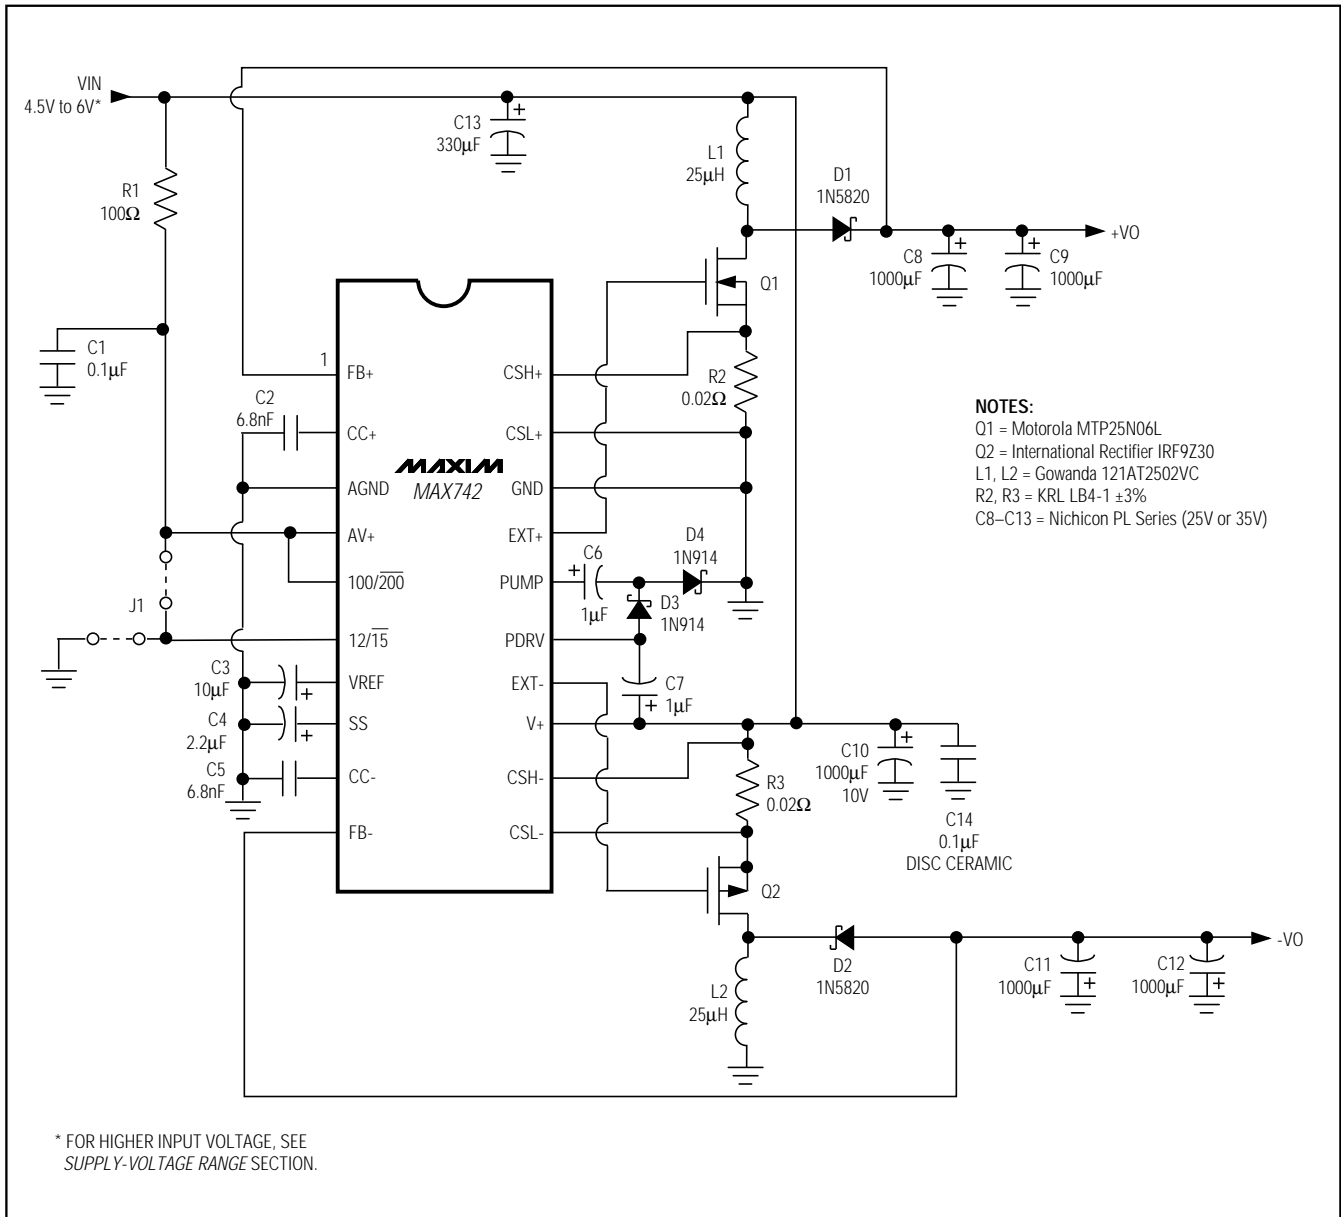 VIN
4.5V to 6V*
C13
330µF
+
L1
25µH
D1
1N5820
R1
100Ω
+VO
+
C8
1000µF
+
C9
1000µF
Q1
C1
0.1µF
1
FB+
CSH+
R2
0.02Ω
C2
6.8nF
CC+
CSL+
MAXIM
MAX742
AGND
GND
AV+
EXT+
100/200
PUMP
C6
+
1µF
D4
1N914
D3
1N914
J1
12/15
PDRV
C3
10µF
+
VREF
EXT-
C7
1µF
+
C4
2.2µF
+
SS
V+
C5
6.8nF
CC-
CSH-
R3
0.02Ω
C10
1000µF
10V
+
C14
0.1µF
DISC CERAMIC
FB-
CSL-
Q2
D2
1N5820
-VO
C11
1000µF
+
C12
1000µF
+
L2
25µH
NOTES:
Q1 = Motorola MTP25N06L
Q2 = International Rectifier IRF9Z30
L1, L2 = Gowanda 121AT2502VC
R2, R3 = KRL LB4-1 ±3%
C8–C13 = Nichicon PL Series (25V or 35V)
* FOR HIGHER INPUT VOLTAGE, SEE
SUPPLY-VOLTAGE RANGE SECTION.